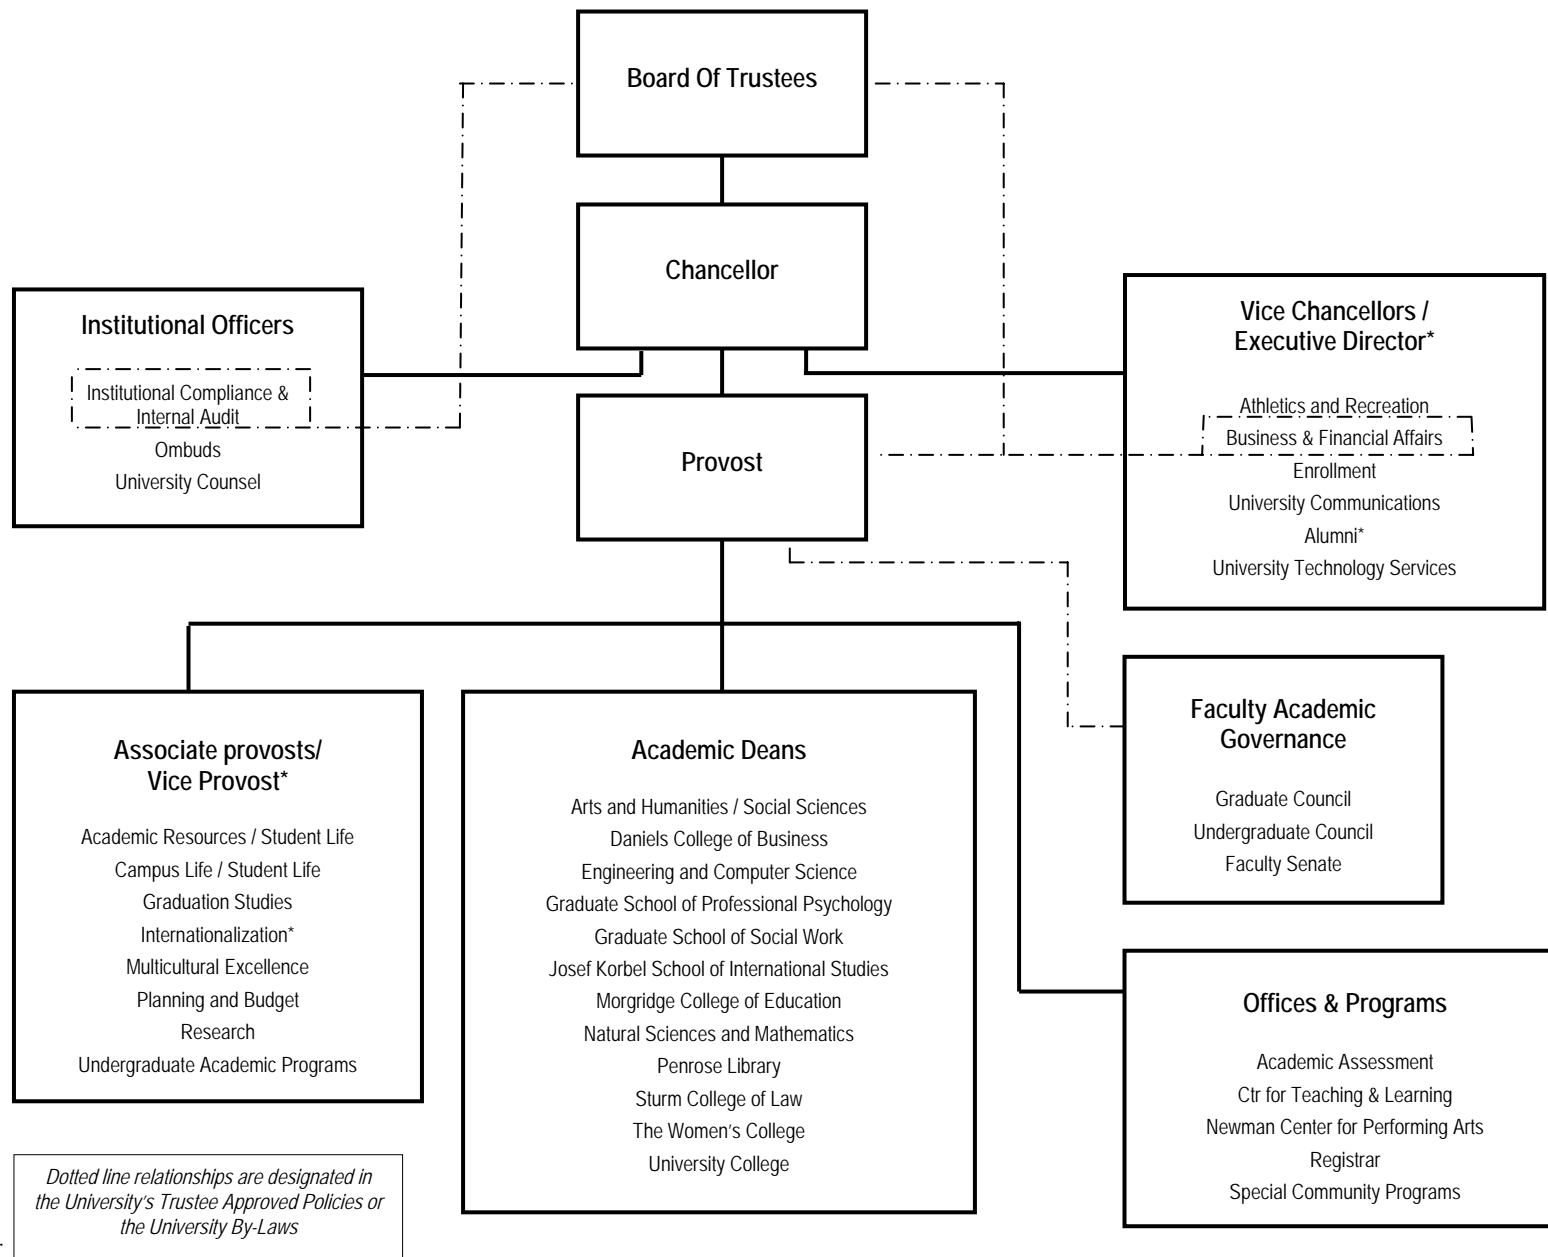 Board Of Trustees
Chancellor
Institutional Officers
Institutional Compliance &
Internal Audit
Ombuds
University Counsel
Provost
Vice Chancellors /
Executive Director*
Athletics and Recreation
Business & Financial Affairs
Enrollment
University Communications
Alumni*
University Technology Services
Faculty Academic
Governance
Graduate Council
Undergraduate Council
Faculty Senate
Associate provosts/
Vice Provost*
Academic Resources / Student Life
Campus Life / Student Life
Graduation Studies
Internationalization*
Multicultural Excellence
Planning and Budget
Research
Undergraduate Academic Programs
Academic Deans
Arts and Humanities / Social Sciences
Daniels College of Business
Engineering and Computer Science
Graduate School of Professional Psychology
Graduate School of Social Work
Josef Korbel School of International Studies
Morgridge College of Education
Natural Sciences and Mathematics
Penrose Library
Sturm College of Law
The Women's College
University College
Offices & Programs
Academic Assessment
Ctr for Teaching & Learning
Newman Center for Performing Arts
Registrar
Special Community Programs
Dotted line relationships are designated in
the University's Trustee Approved Policies or
the University By-Laws